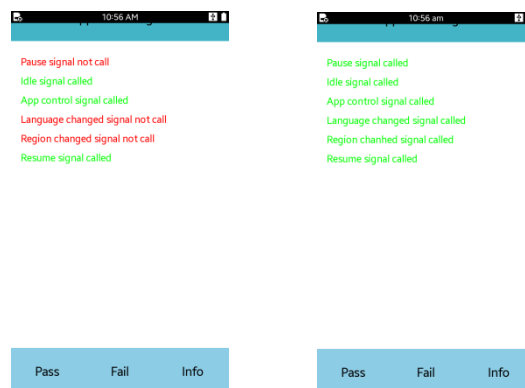 10:56 AM
Pause signal not call
Idle signal called
App control signal called
Language changed signal not call
Region changed signal not call
Resume signal called
Pass Fail Info
10:56 am
Pause signal called
Idle signal called
App control signal called
Language changed signal called
Region chanhed signal called
Resume signal called
Pass Fail Info